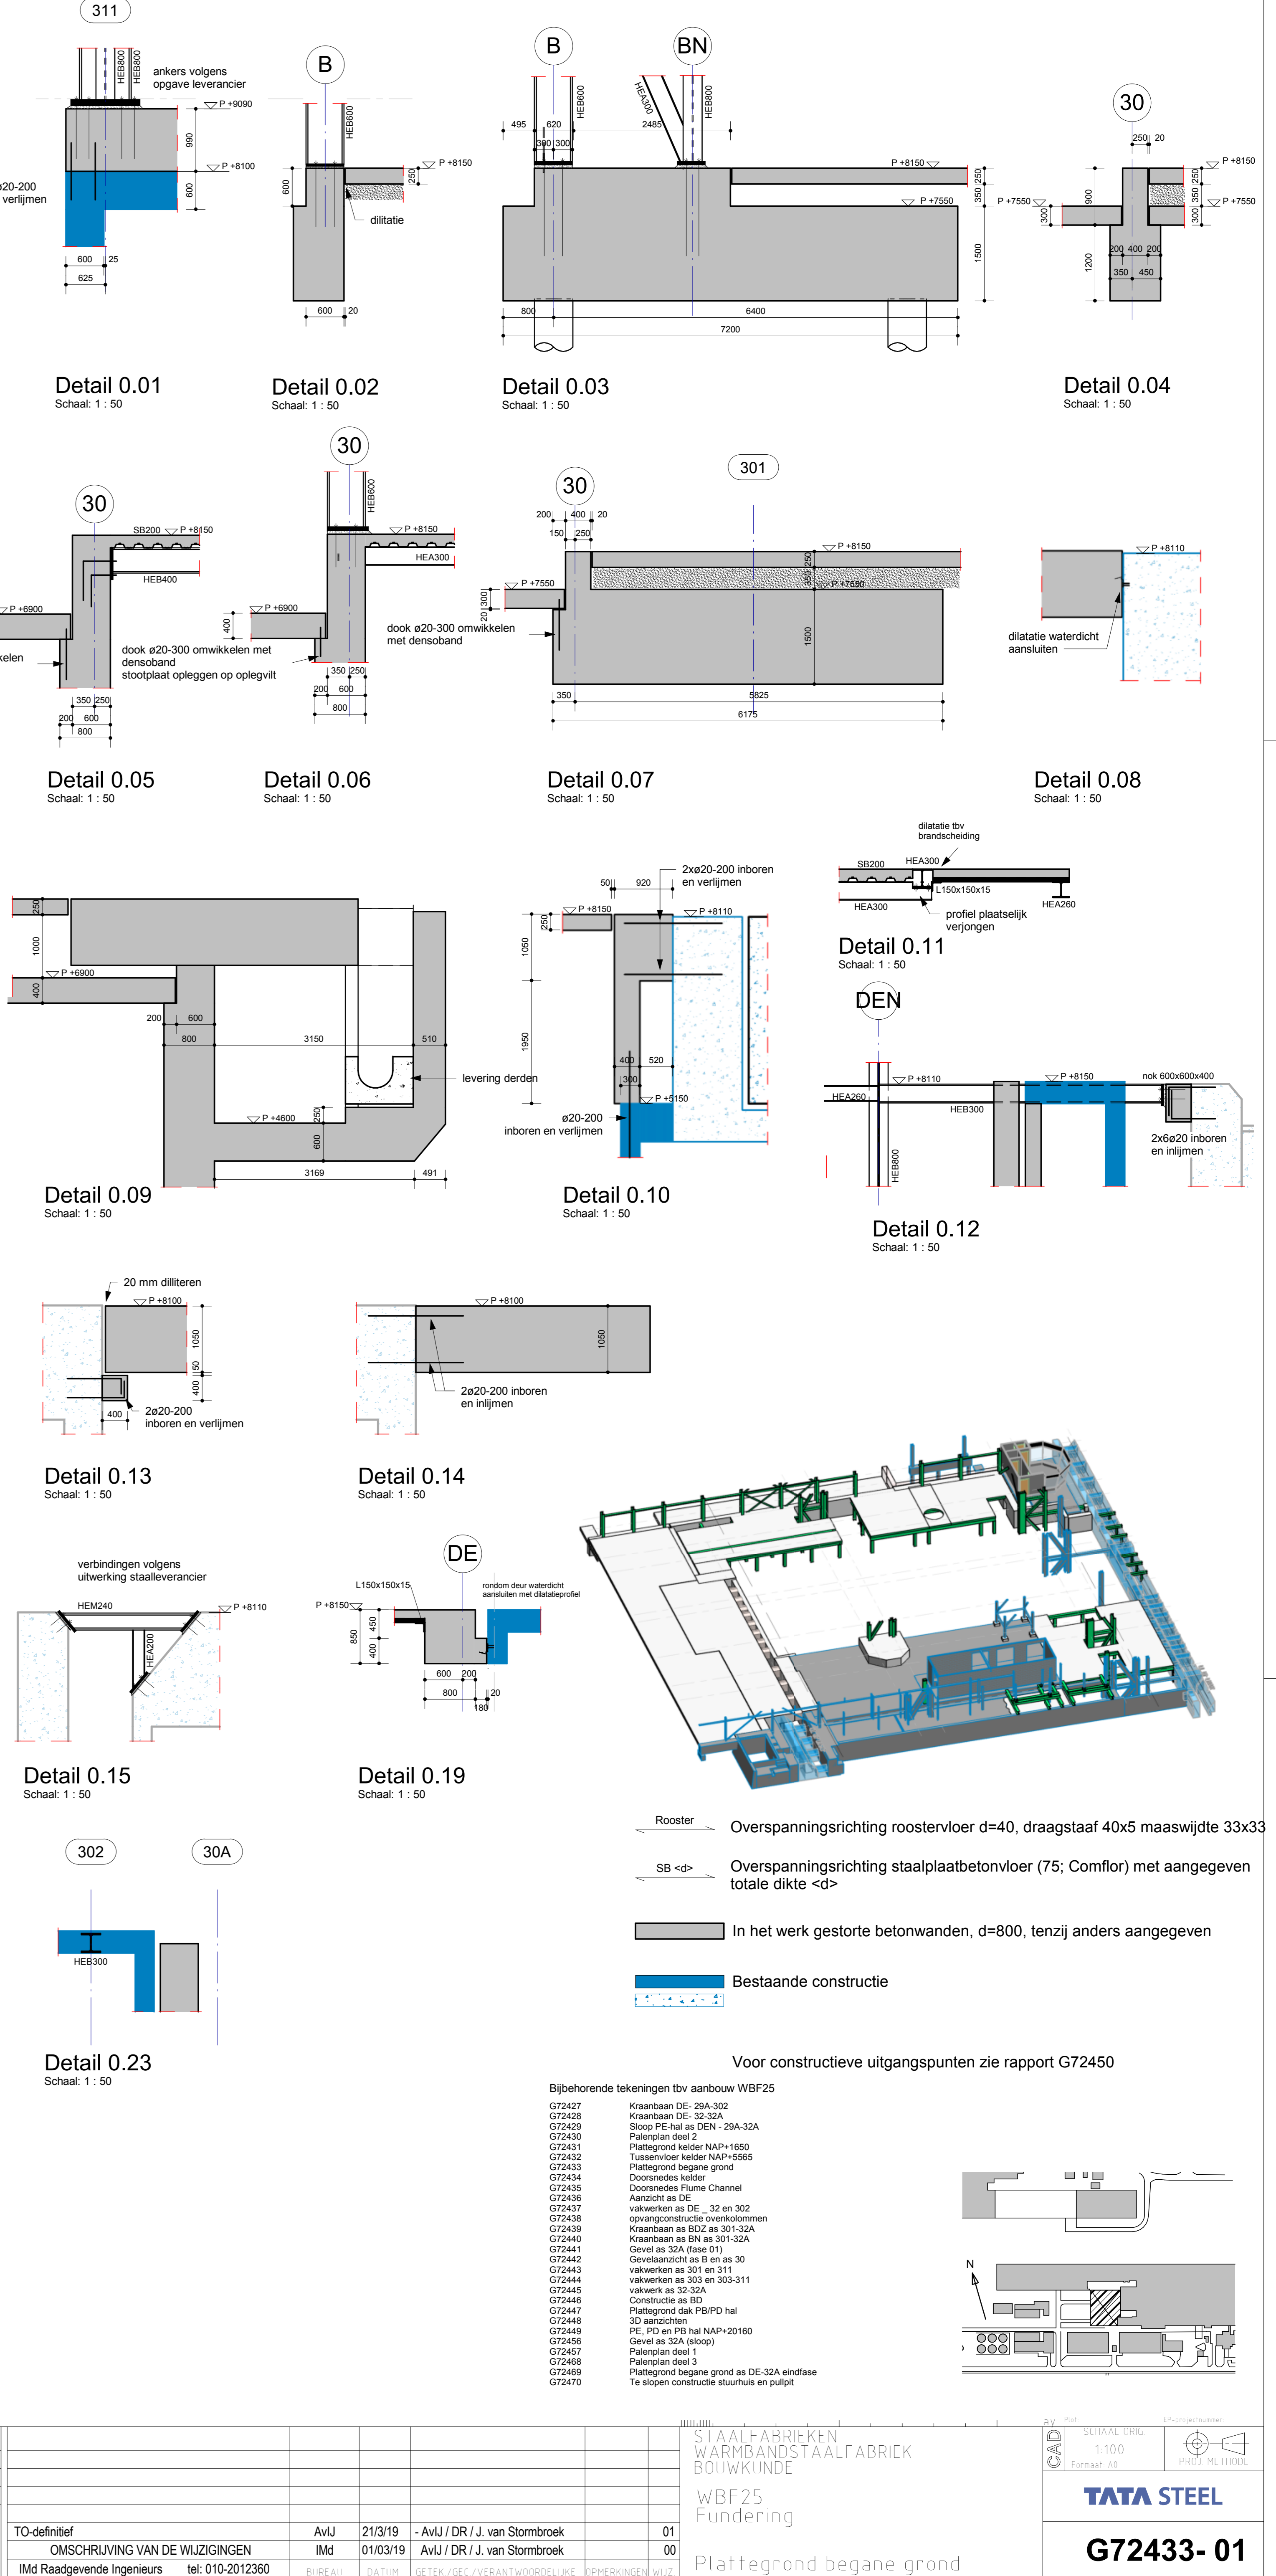 311
HEB800
HEB800
ankers volgens
opgave leverancier
P +9090
990
P +8100
600
ø20-200
verlijmen
600
25
625
Detail 0.01
Schaal: 1 : 50
B
HEB600
P +8150
600
250
dilitatie
600
20
Detail 0.02
Schaal: 1 : 50
B
BN
HEB600
HEA300
HEB800
495
620
2485
300
300
P +8150
250
350
P +7550
1500
800
6400
7200
Detail 0.03
Schaal: 1 : 50
30
250
20
P +8150
250
350
900
P +7550
P +7550
300
300
1200
200
400
200
350
450
Detail 0.04
Schaal: 1 : 50
30
SB200
P +8150
HEB400
P +6900
kelen
350
250
200
600
800
Detail 0.05
Schaal: 1 : 50
30
HEB600
P +8150
HEA300
P +6900
400
dook ø20-300 omwikkelen met
densoband
stootplaat opleggen op oplegvilt
350
250
200
600
800
Detail 0.06
Schaal: 1 : 50
30
301
200
400
20
150
250
P +8150
250
350
P +7550
P +7550
300
20
dook ø20-300 omwikkelen
met densoband
1500
350
5825
6175
Detail 0.07
Schaal: 1 : 50
P +8110
dilatatie waterdicht
aansluiten
Detail 0.08
Schaal: 1 : 50
250
1000
P +6900
400
200
600
800
3150
510
levering derden
P +4600
250
600
3169
491
Detail 0.09
Schaal: 1 : 50
2xø20-200 inboren
en verlijmen
50
920
P +8150
P +8110
250
1050
1950
400
520
300
P +5150
ø20-200
inboren en verlijmen
Detail 0.10
Schaal: 1 : 50
dilatatie tbv
brandscheiding
SB200
HEA300
L150x150x15
HEA300
HEA260
profiel plaatselijk
verjongen
Detail 0.11
Schaal: 1 : 50
DEN
P +8110
P +8150
nok 600x600x400
HEA260
HEB300
2x6ø20 inboren
en inlijmen
HEB800
Detail 0.12
Schaal: 1 : 50
20 mm dilliteren
P +8100
1050
50
400
400
2ø20-200
inboren en verlijmen
Detail 0.13
Schaal: 1 : 50
P +8100
1050
2ø20-200 inboren
en inlijmen
Detail 0.14
Schaal: 1 : 50
verbindingen volgens
uitwerking staalleverancier
HEM240
P +8110
HEA200
Detail 0.15
Schaal: 1 : 50
DE
L150x150x15
rondom deur waterdicht
aansluiten met dilatatieprofiel
P +8150
450
850
400
600
200
800
20
180
Detail 0.19
Schaal: 1 : 50
302
30A
HEB300
Detail 0.23
Schaal: 1 : 50
Rooster
Overspanningsrichting roostervloer d=40, draagstaaf 40x5 maaswijdte 33x33
SB <d>
Overspanningsrichting staalplaatbetonvloer (75; Comflor) met aangegeven
totale dikte <d>
In het werk gestorte betonwanden, d=800, tenzij anders aangegeven
Bestaande constructie
Voor constructieve uitgangspunten zie rapport G72450
Bijbehorende tekeningen tbv aanbouw WBF25
G72427 Kraanbaan DE- 29A-302
G72428 Kraanbaan DE- 32-32A
G72429 Sloop PE-hal as DEN - 29A-32A
G72430 Palenplan deel 2
G72431 Plattegrond kelder NAP+1650
G72432 Tussenvloer kelder NAP+5565
G72433 Plattegrond begane grond
G72434 Doorsnedes kelder
G72435 Doorsnedes Flume Channel
G72436 Aanzicht as DE
G72437 vakwerken as DE _ 32 en 302
G72438 opvangconstructie ovenkolommen
G72439 Kraanbaan as BDZ as 301-32A
G72440 Kraanbaan as BN as 301-32A
G72441 Gevel as 32A (fase 01)
G72442 Gevelaanzicht as B en as 30
G72443 vakwerken as 301 en 311
G72444 vakwerken as 303 en 303-311
G72445 vakwerk as 32-32A
G72446 Constructie as BD
G72447 Plattegrond dak PB/PD hal
G72448 3D aanzichten
G72449 PE, PD en PB hal NAP+20160
G72456 Gevel as 32A (sloop)
G72457 Palenplan deel 1
G72468 Palenplan deel 3
G72469 Plattegrond begane grond as DE-32A eindfase
G72470 Te slopen constructie stuurhuis en pullpit
N
TO-definitief AvIJ 21/3/19 - AvIJ / DR / J. van Stormbroek 01
OMSCHRIJVING VAN DE WIJZIGINGEN IMd 01/03/19 AvIJ / DR / J. van Stormbroek 00
IMd Raadgevende Ingenieurs tel: 010-2012360 BUREAU DATUM GETEK./GEC./VERANTWOORDELIJKE OPMERKINGEN WIJZ.
STAALFABRIEKEN
WARMBANDSTAALFABRIEK
BOUWKUNDE
WBF25
Fundering
Plattegrond begane grond
ay
Plot
EP-projectnummer
CAD
SCHAAL ORIG.
1:100
Formaat: A0
PROJ. METHODE
TATA STEEL
G72433- 01